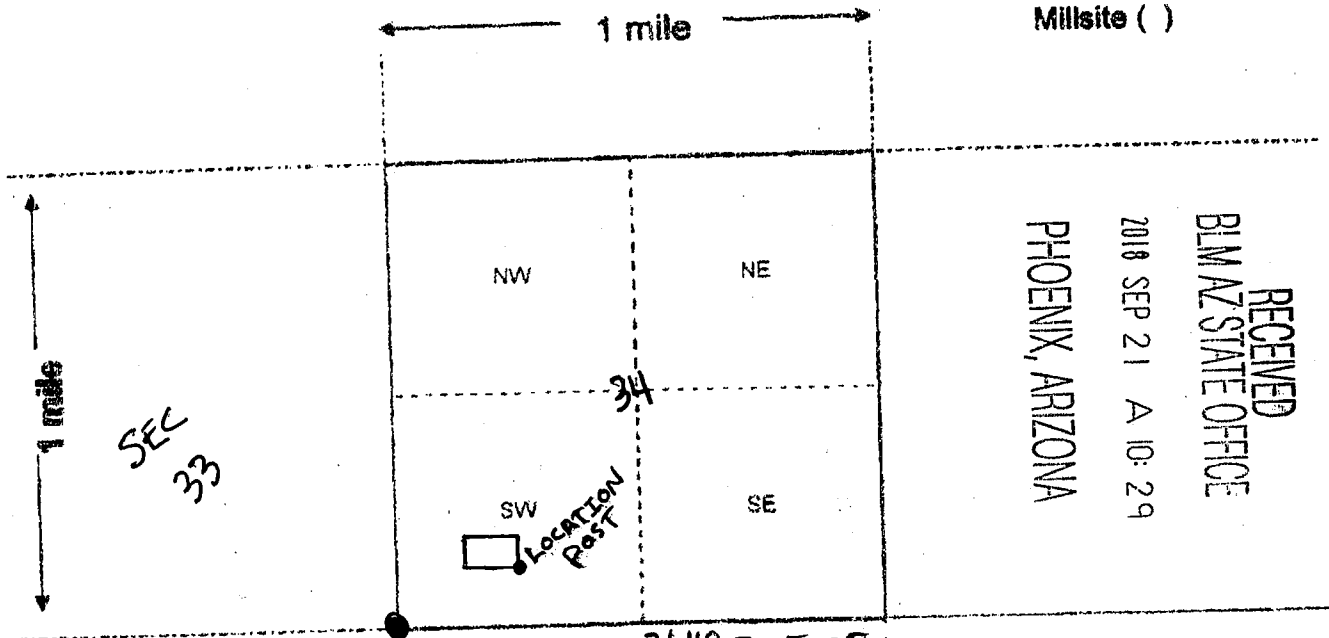 1 mile
Millsite ( )
NW
NE
1 mile
SEC
33
34
SW
SE
LOCATION
POST
RECEIVED
BLM AZ STATE OFFICE
2018 SEP 21 A 10: 29
PHOENIX, ARIZONA